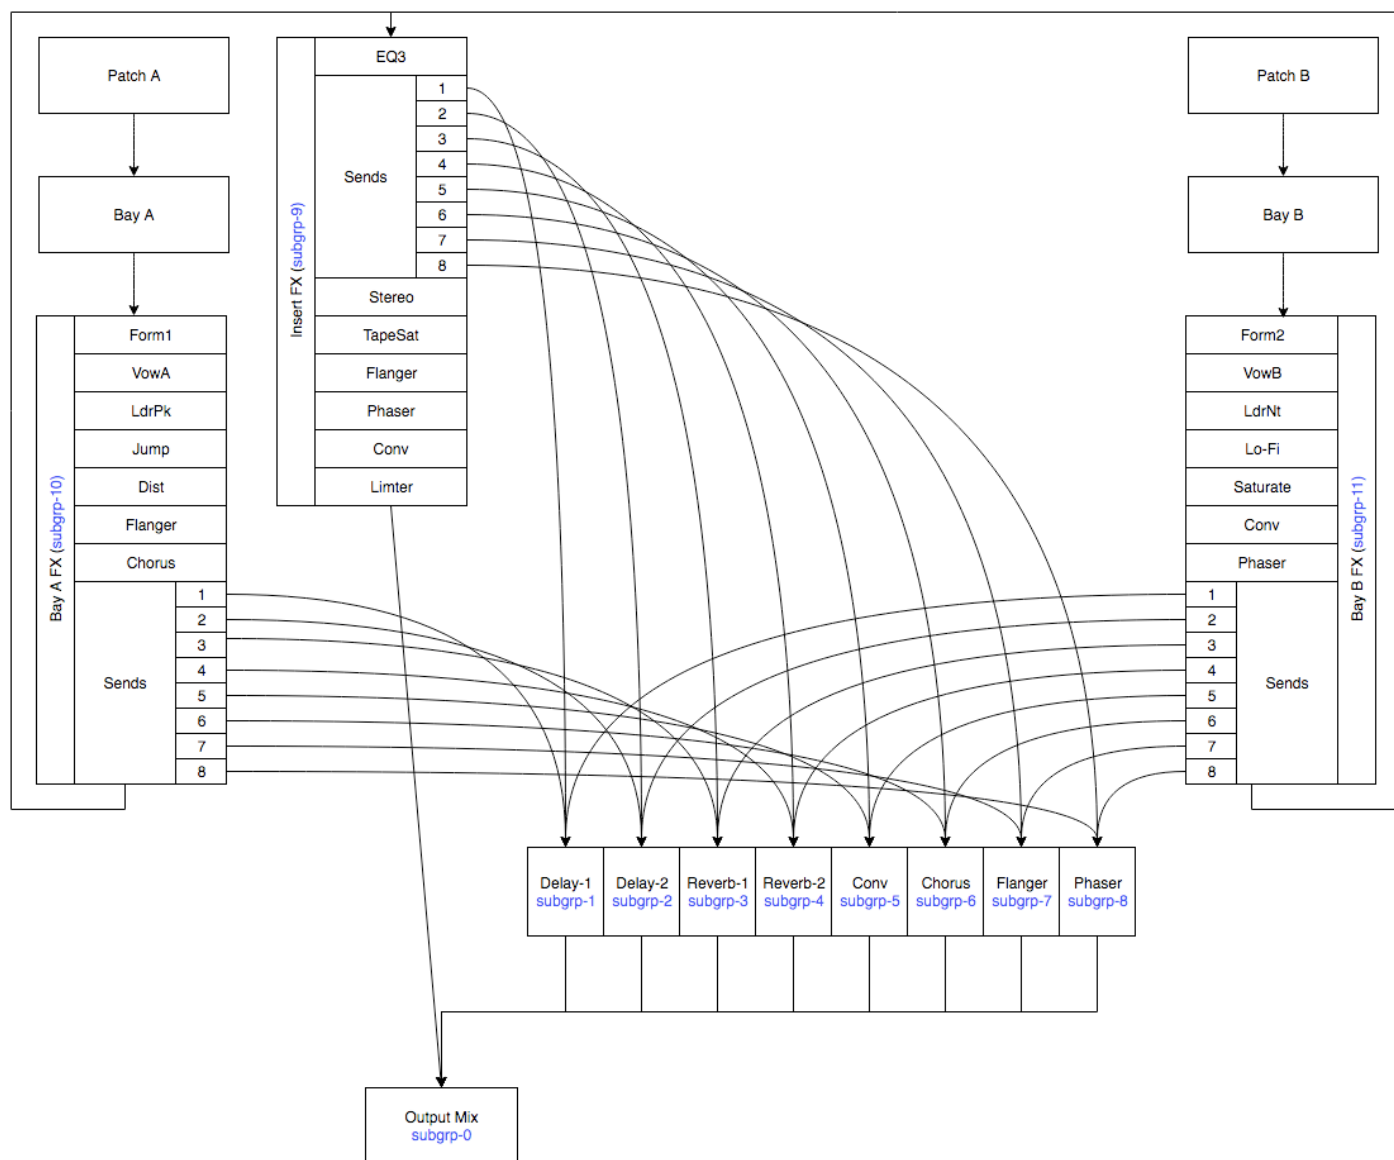 Patch A
Bay A
Bay A FX (subgrp-10)
Form1
VowA
LdrPk
Jump
Dist
Flanger
Chorus
Sends
1
2
3
4
5
6
7
8
Insert FX (subgrp-9)
EQ3
Sends
1
2
3
4
5
6
7
8
Stereo
TapeSat
Flanger
Phaser
Conv
Limter
Patch B
Bay B
Form2
VowB
LdrNt
Lo-Fi
Saturate
Conv
Phaser
1
2
3
4
5
6
7
8
Sends
Bay B FX (subgrp-11)
Delay-1
subgrp-1
Delay-2
subgrp-2
Reverb-1
subgrp-3
Reverb-2
subgrp-4
Conv
subgrp-5
Chorus
subgrp-6
Flanger
subgrp-7
Phaser
subgrp-8
Output Mix
subgrp-0